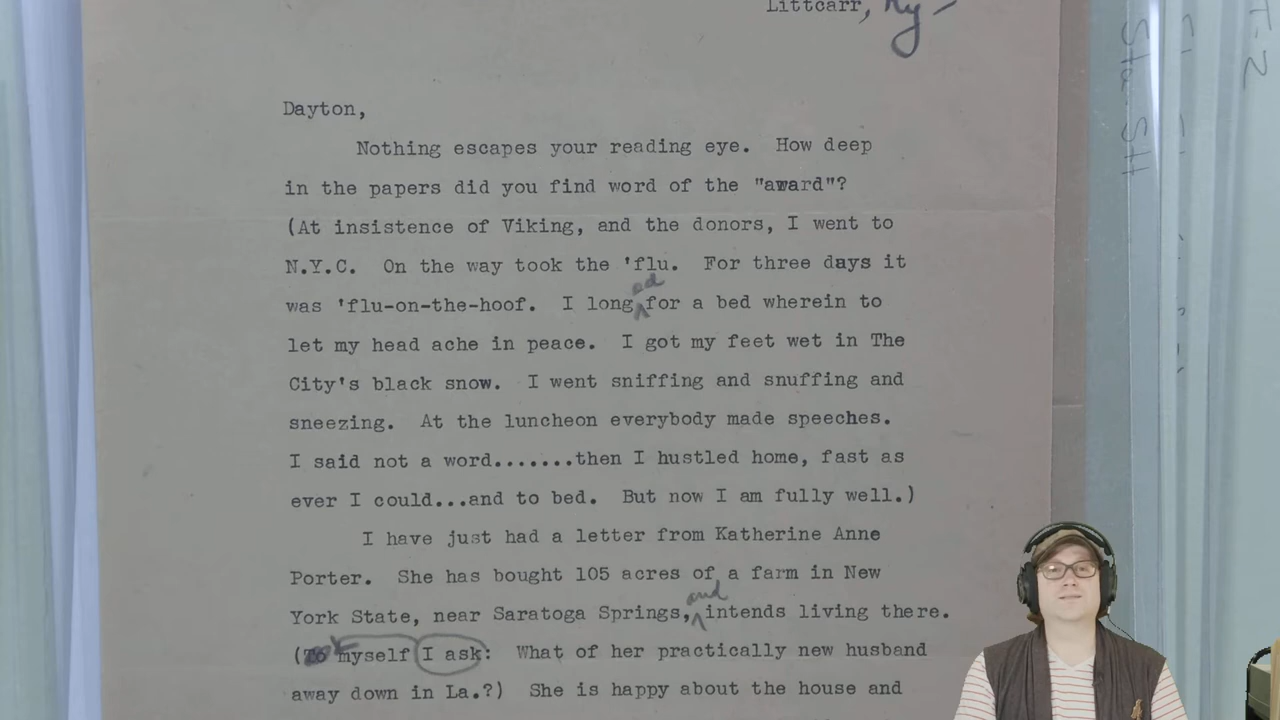 Littcarr, Ky-
Dayton,
Nothing escapes your reading eye. How deep
in the papers did you find word of the "award"?
(At insistence of Viking, and the donors, I went to
N.Y.C. On the way took the 'flu. For three days it
was 'flu-on-the-hoof. I longed for a bed wherein to
let my head ache in peace. I got my feet wet in The
City's black snow. I went sniffing and snuffing and
sneezing. At the luncheon everybody made speeches.
I said not a word.......then I hustled home, fast as
ever I could...and to bed. But now I am fully well.)
I have just had a letter from Katherine Anne
Porter. She has bought 105 acres of a farm in New
York State, near Saratoga Springs, and intends living there.
(To myself I ask: What of her practically new husband
away down in La.?) She is happy about the house and